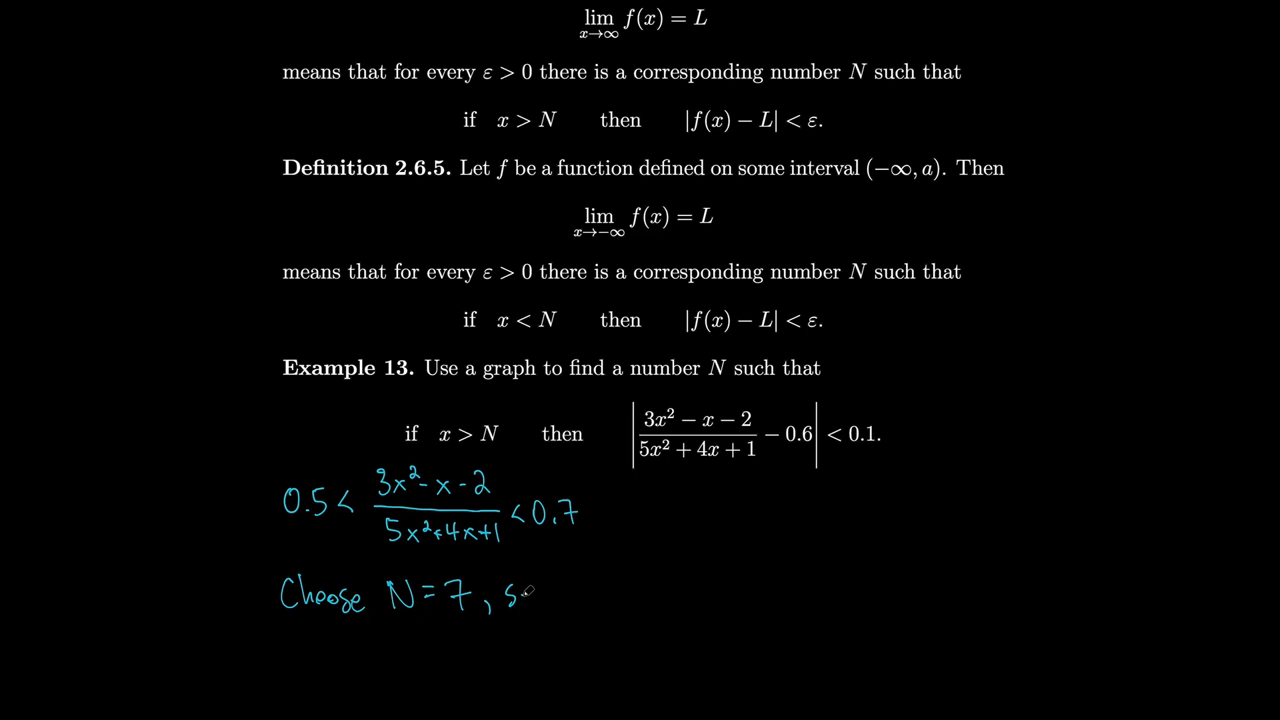 lim f(x) = L
x→∞
means that for every ε > 0 there is a corresponding number N such that
if x > N then |f(x) − L| < ε.
Definition 2.6.5. Let f be a function defined on some interval (−∞, a). Then
lim f(x) = L
x→−∞
means that for every ε > 0 there is a corresponding number N such that
if x < N then |f(x) − L| < ε.
Example 13. Use a graph to find a number N such that
if x > N then |(3x² − x − 2)/(5x² + 4x + 1) − 0.6| < 0.1.
0.5 < (3x² - x - 2)/(5x² + 4x + 1) < 0.7
Choose N = 7, s